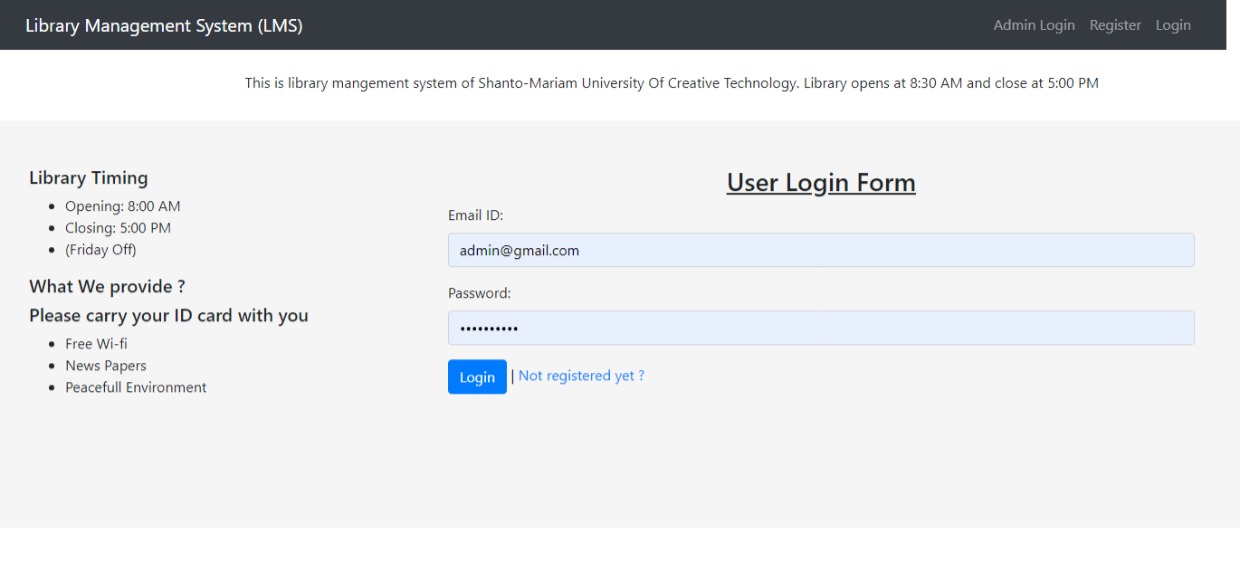 Library Management System (LMS)
Admin Login Register Login
This is library mangement system of Shanto-Mariam University Of Creative Technology. Library opens at 8:30 AM and close at 5:00 PM
Library Timing
• Opening: 8:00 AM
• Closing: 5:00 PM
• (Friday Off)
What We provide ?
Please carry your ID card with you
• Free Wi-fi
• News Papers
• Peacefull Environment
User Login Form
Email ID:
admin@gmail.com
Password:
••••••••••
Login | Not registered yet ?